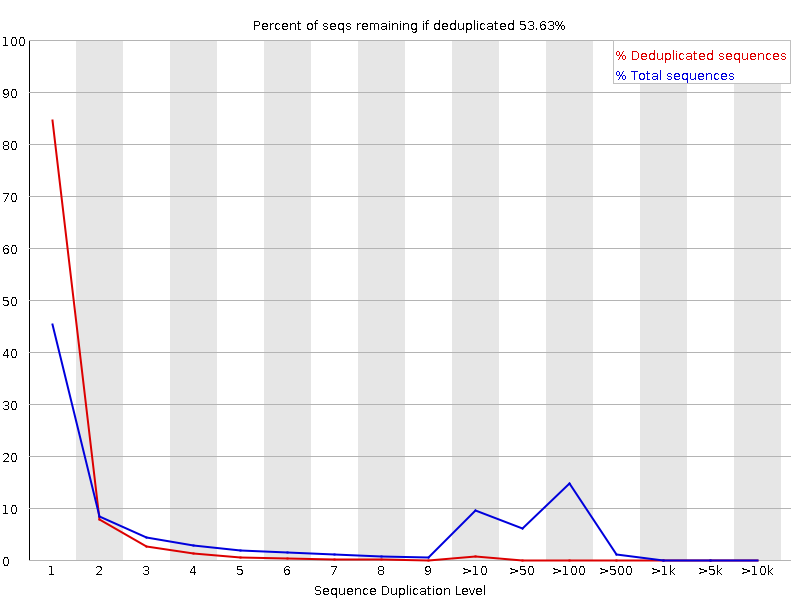 Percent of seqs remaining if deduplicated 53.63%
% Deduplicated sequences
% Total sequences
100
90
80
70
60
50
40
30
20
10
0
1 2 3 4 5 6 7 8 9 >10 >50 >100 >500 >1k >5k >10k
Sequence Duplication Level